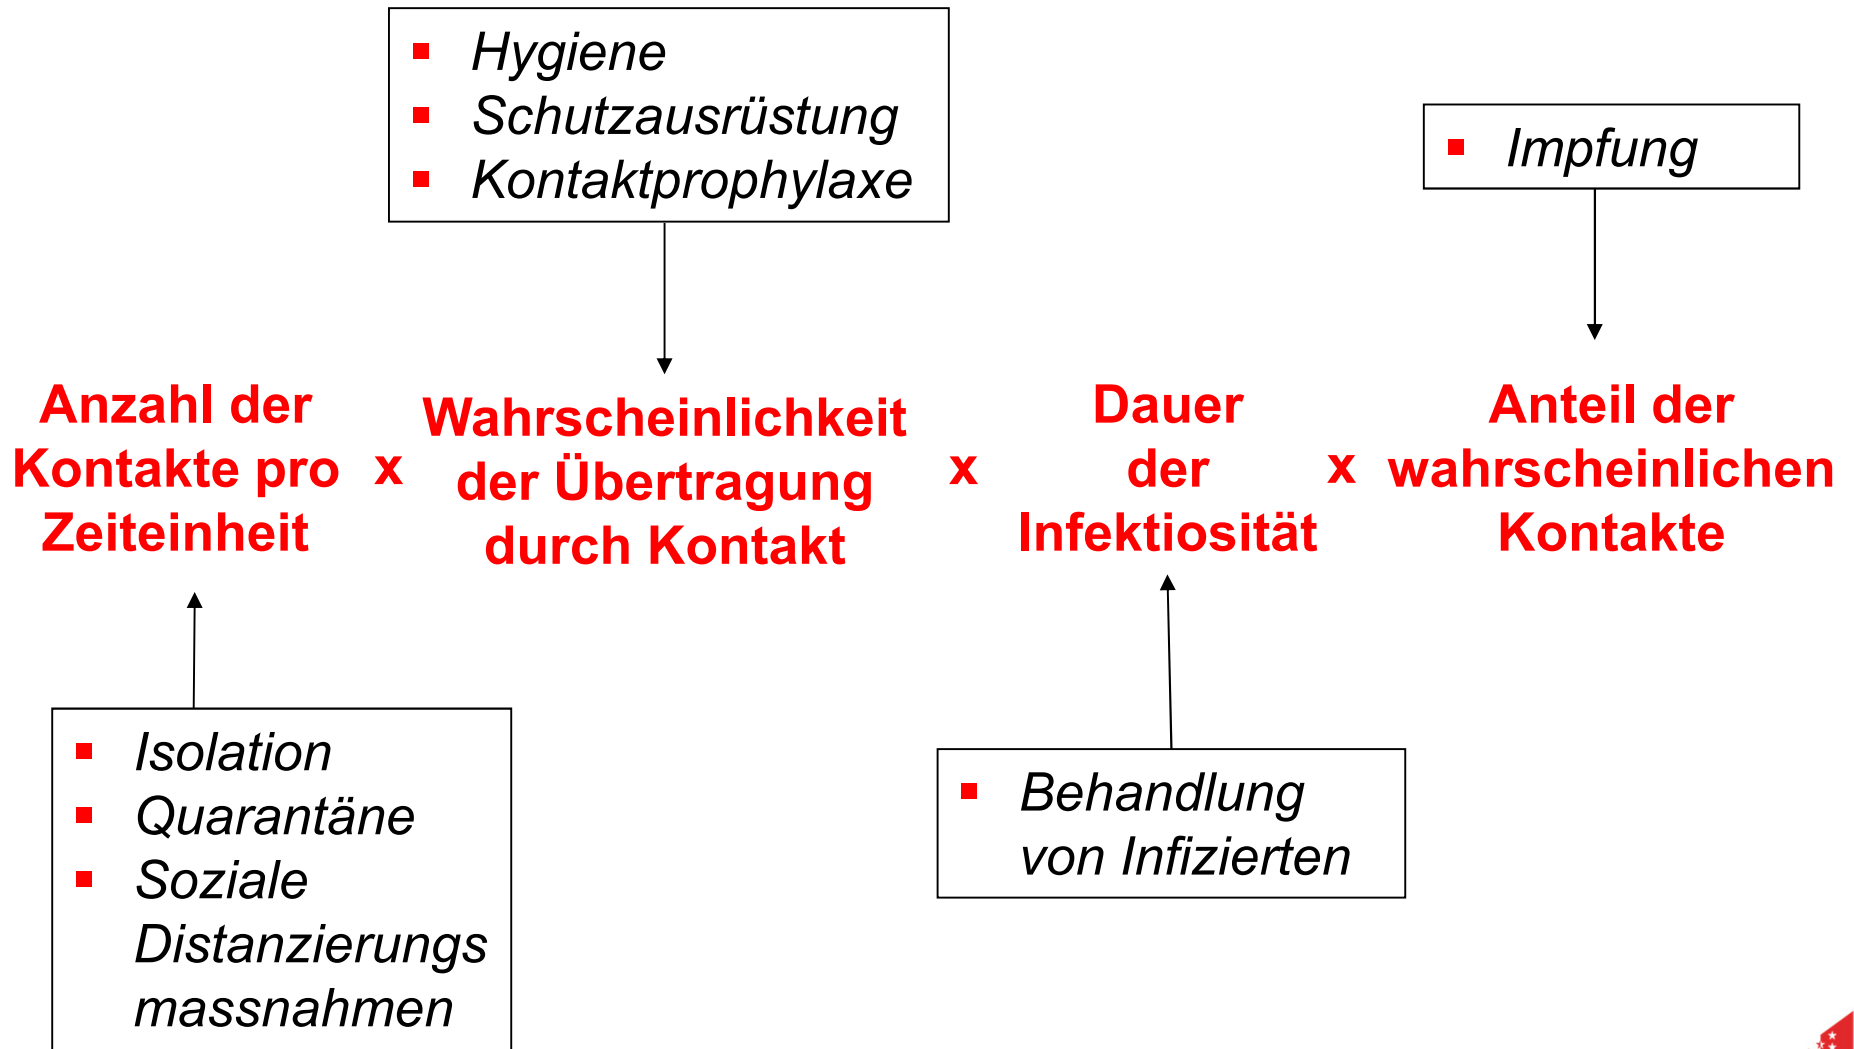 Hygiene
Schutzausrüstung
Kontaktprophylaxe
Impfung
Anzahl der
Kontakte pro
Zeiteinheit
x
Wahrscheinlichkeit
der Übertragung
durch Kontakt
x
Dauer
der
Infektiosität
x
Anteil der
wahrscheinlichen
Kontakte
Isolation
Quarantäne
Soziale
Distanzierungs
massnahmen
Behandlung
von Infizierten